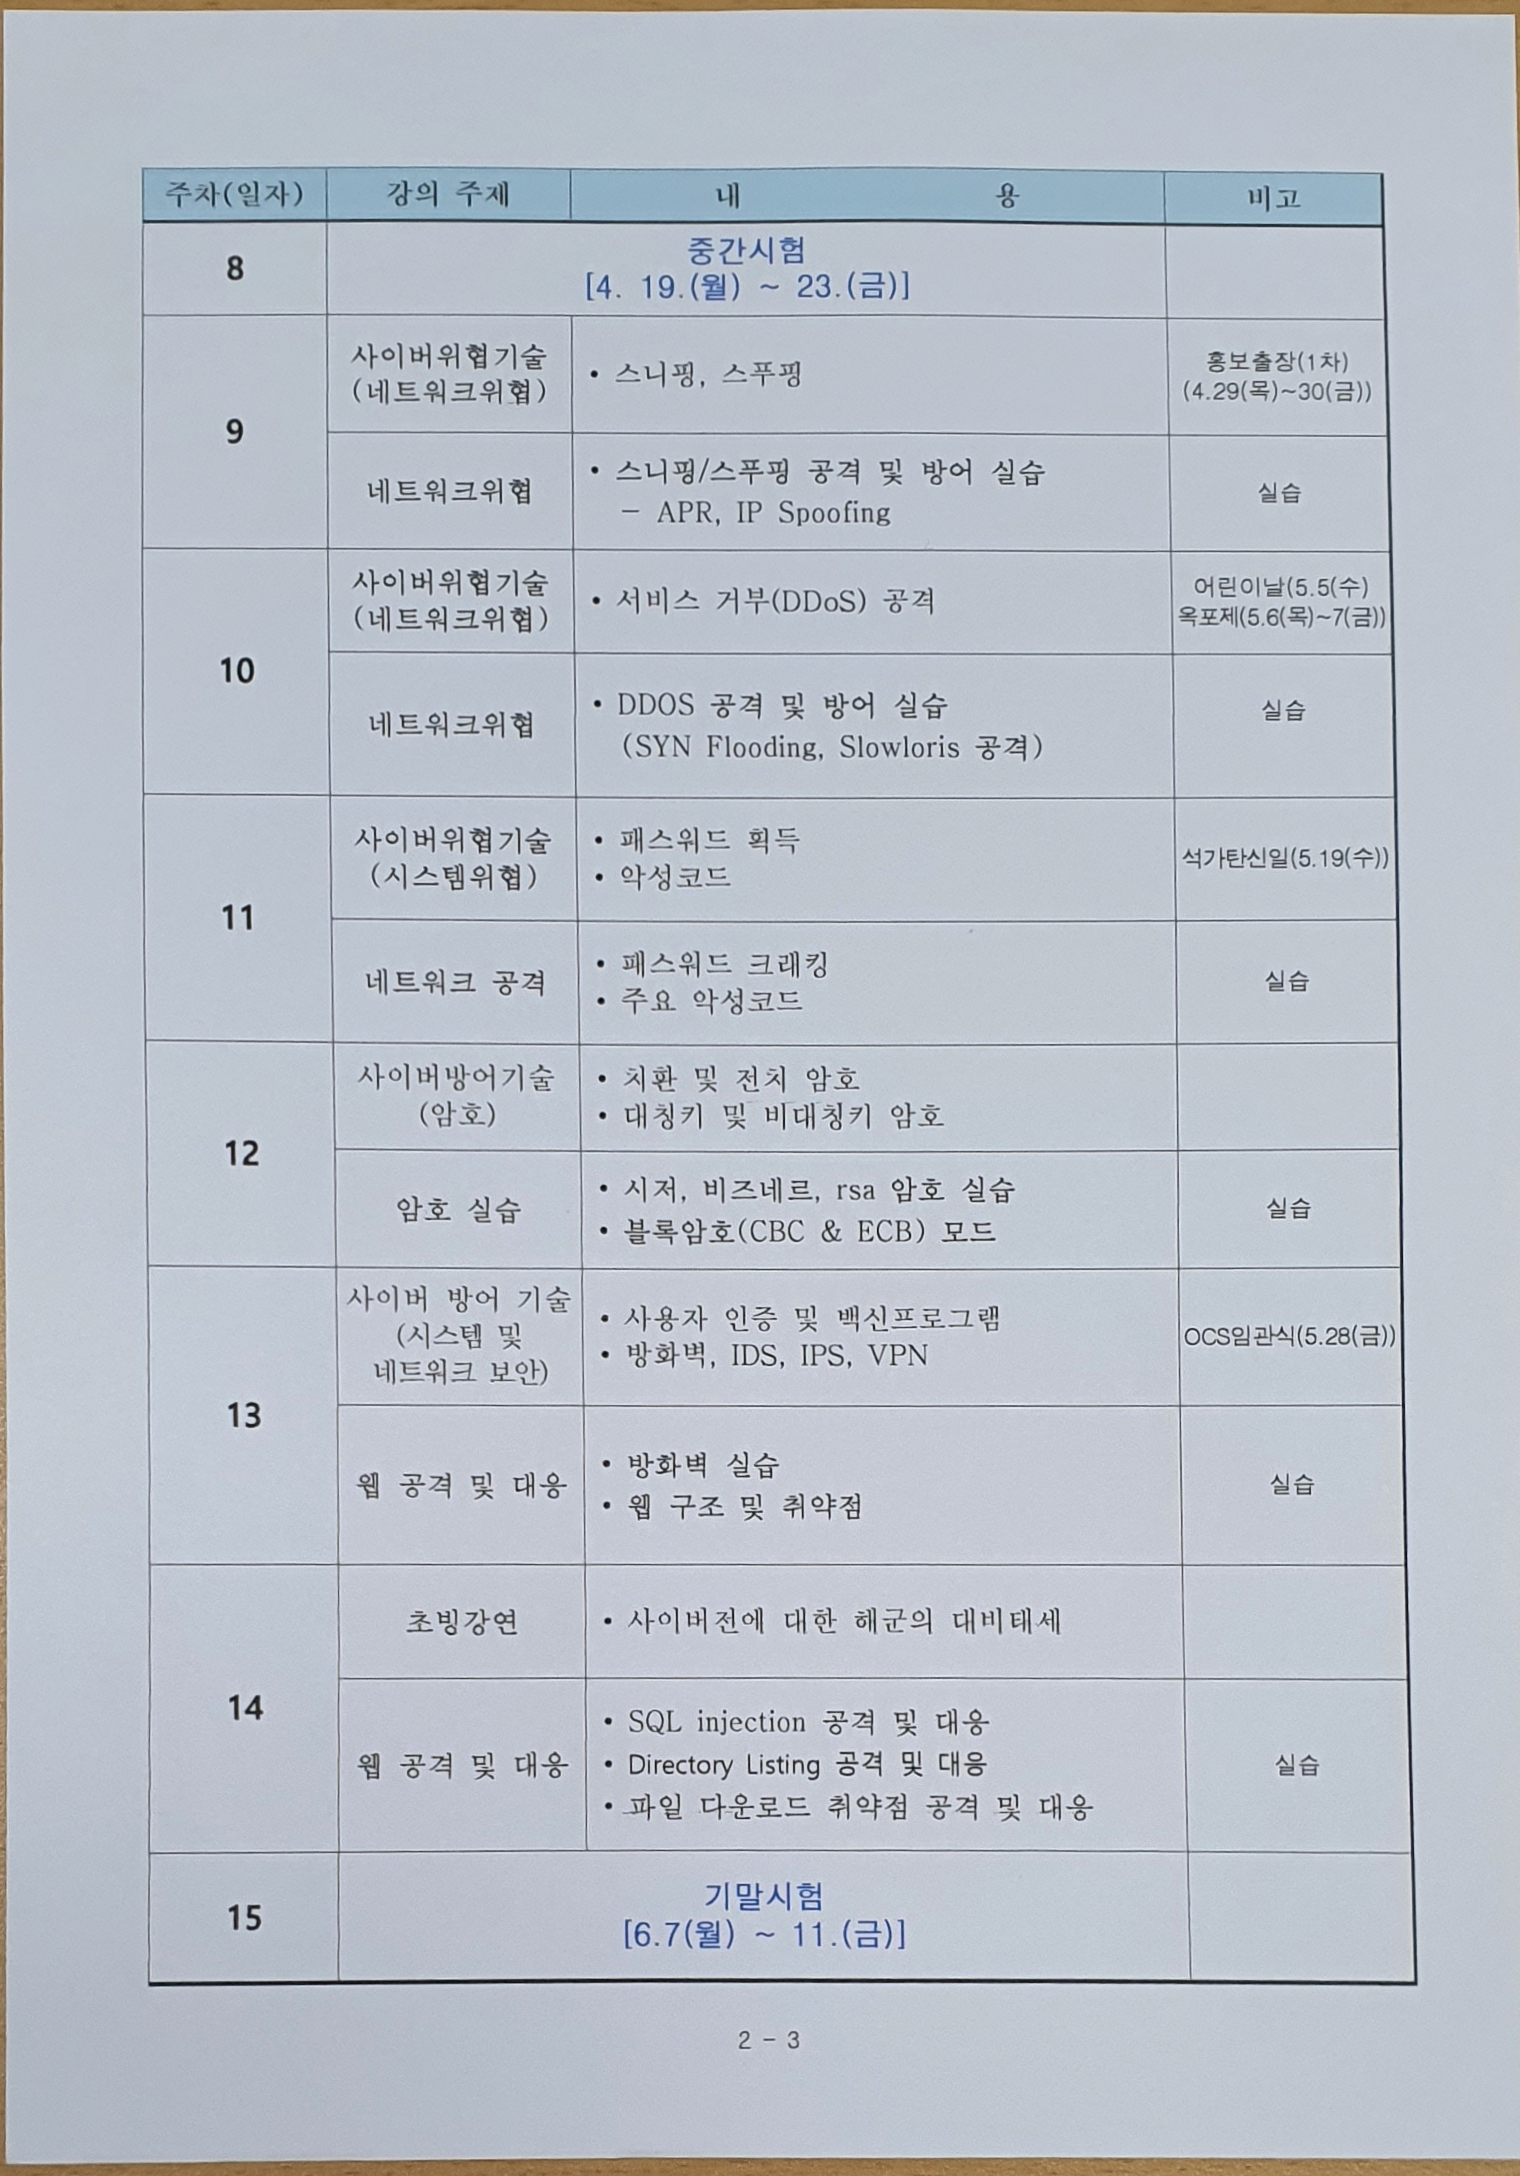 주차(일자) 강의 주제 내 용 비고
8
중간시험
[4. 19.(월) ~ 23.(금)]
9
사이버위협기술
(네트워크위협)
• 스니핑, 스푸핑
홍보출장(1차)
(4.29(목)~30(금))
네트워크위협
• 스니핑/스푸핑 공격 및 방어 실습
- APR, IP Spoofing
실습
10
사이버위협기술
(네트워크위협)
• 서비스 거부(DDoS) 공격
어린이날(5.5(수)
옥포제(5.6(목)~7(금))
네트워크위협
• DDOS 공격 및 방어 실습
(SYN Flooding, Slowloris 공격)
실습
11
사이버위협기술
(시스템위협)
• 패스워드 획득
• 악성코드
석가탄신일(5.19(수))
네트워크 공격
• 패스워드 크래킹
• 주요 악성코드
실습
12
사이버방어기술
(암호)
• 치환 및 전치 암호
• 대칭키 및 비대칭키 암호
암호 실습
• 시저, 비즈네르, rsa 암호 실습
• 블록암호(CBC & ECB) 모드
실습
13
사이버 방어 기술
(시스템 및
네트워크 보안)
• 사용자 인증 및 백신프로그램
• 방화벽, IDS, IPS, VPN
OCS임관식(5.28(금))
웹 공격 및 대응
• 방화벽 실습
• 웹 구조 및 취약점
실습
14
초빙강연
• 사이버전에 대한 해군의 대비태세
웹 공격 및 대응
• SQL injection 공격 및 대응
• Directory Listing 공격 및 대응
• 파일 다운로드 취약점 공격 및 대응
실습
15
기말시험
[6.7(월) ~ 11.(금)]
2 - 3